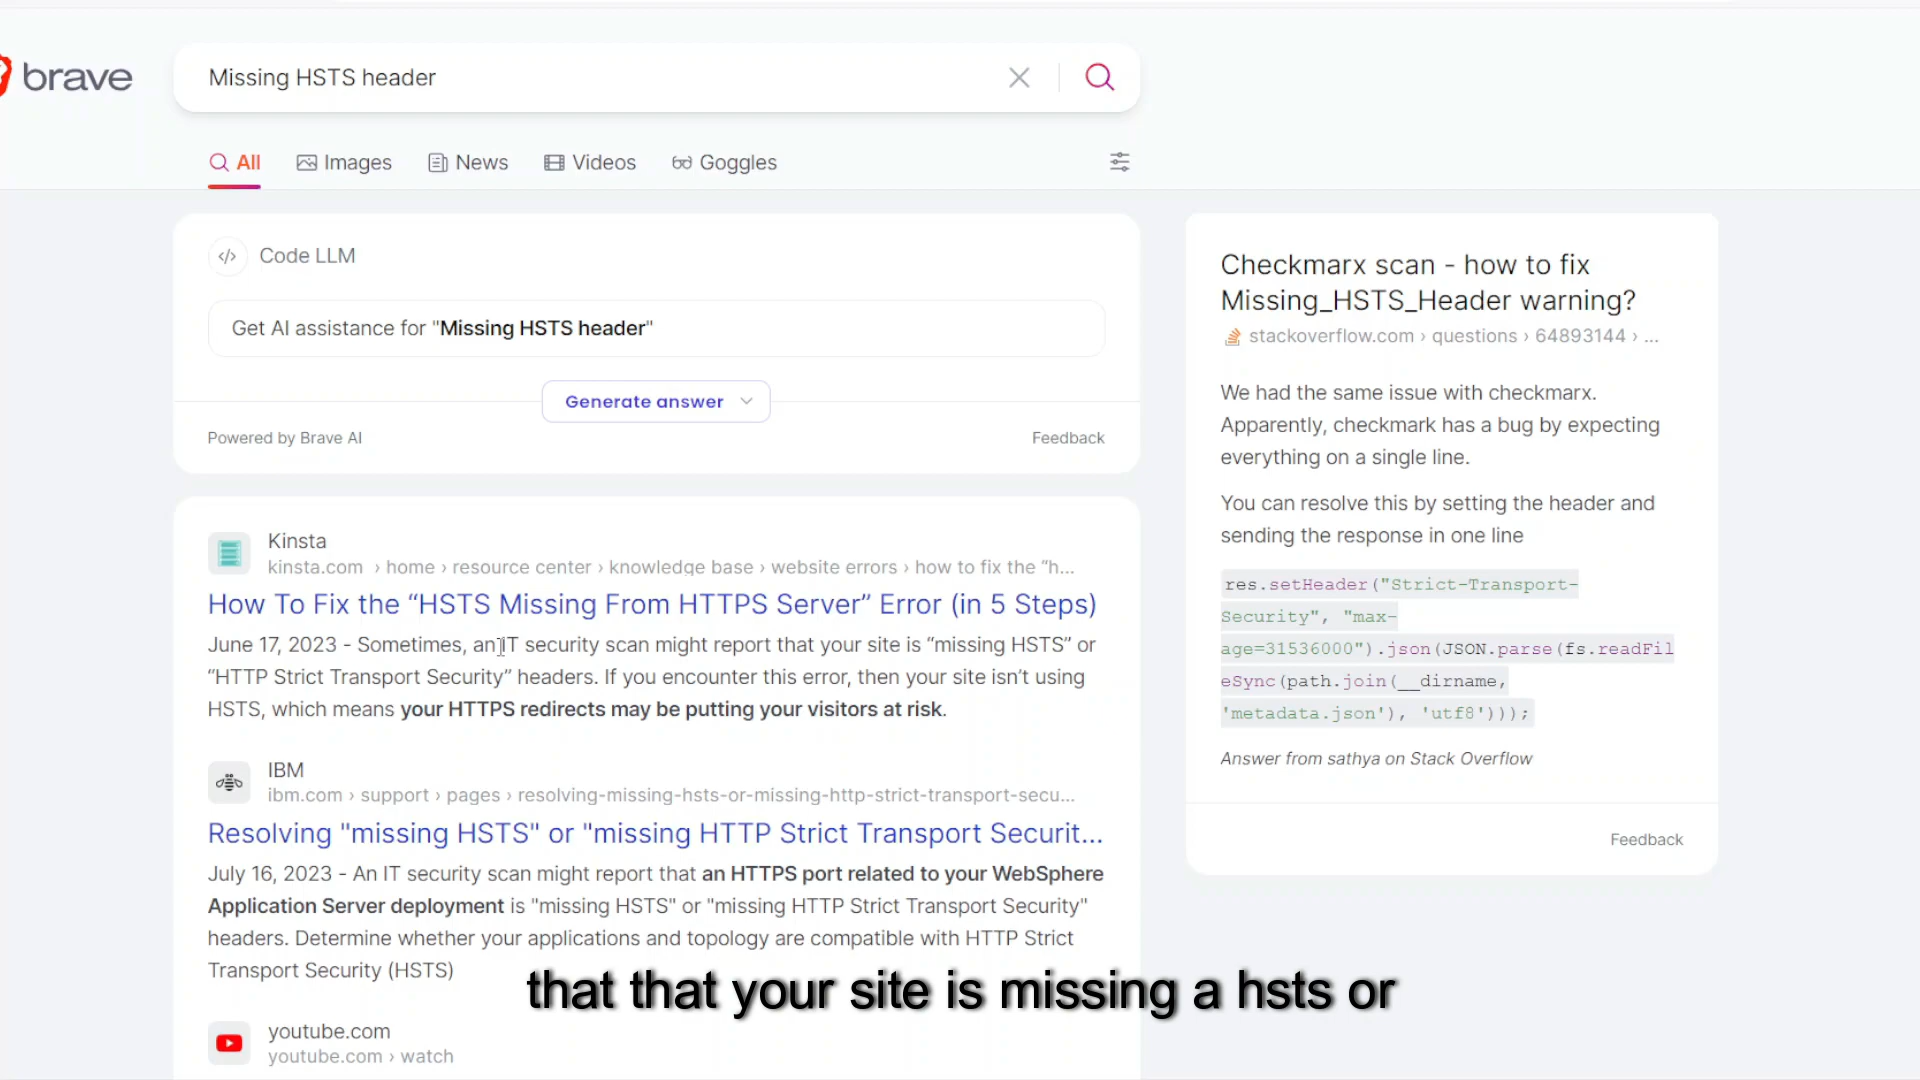 brave
Missing HSTS header
All
Images
News
Videos
Goggles
Code LLM
Get AI assistance for "Missing HSTS header"
Generate answer
Powered by Brave AI
Feedback
Kinsta
kinsta.com › home › resource center › knowledge base › website errors › how to fix the “h...
How To Fix the “HSTS Missing From HTTPS Server” Error (in 5 Steps)
June 17, 2023 - Sometimes, an IT security scan might report that your site is “missing HSTS” or
“HTTP Strict Transport Security” headers. If you encounter this error, then your site isn’t using
HSTS, which means your HTTPS redirects may be putting your visitors at risk.
IBM
ibm.com › support › pages › resolving-missing-hsts-or-missing-http-strict-transport-secu...
Resolving "missing HSTS" or "missing HTTP Strict Transport Securit...
July 16, 2023 - An IT security scan might report that an HTTPS port related to your WebSphere
Application Server deployment is "missing HSTS" or "missing HTTP Strict Transport Security"
headers. Determine whether your applications and topology are compatible with HTTP Strict
Transport Security (HSTS)
youtube.com
youtube.com › watch
Checkmarx scan - how to fix
Missing_HSTS_Header warning?
stackoverflow.com › questions › 64893144 › ...
We had the same issue with checkmarx.
Apparently, checkmark has a bug by expecting
everything on a single line.
You can resolve this by setting the header and
sending the response in one line
res.setHeader("Strict-Transport-
Security", "max-
age=31536000").json(JSON.parse(fs.readFil
eSync(path.join(__dirname,
'metadata.json'), 'utf8')));
Answer from sathya on Stack Overflow
Feedback
that that your site is missing a hsts or